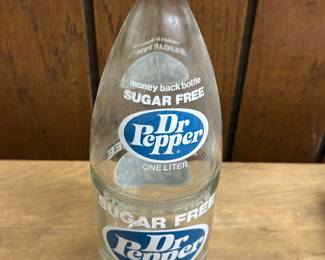 money back bottle
SUGAR FREE
Dr
Pepper
ONE LITER
SUGAR FREE
Dr
Pepper